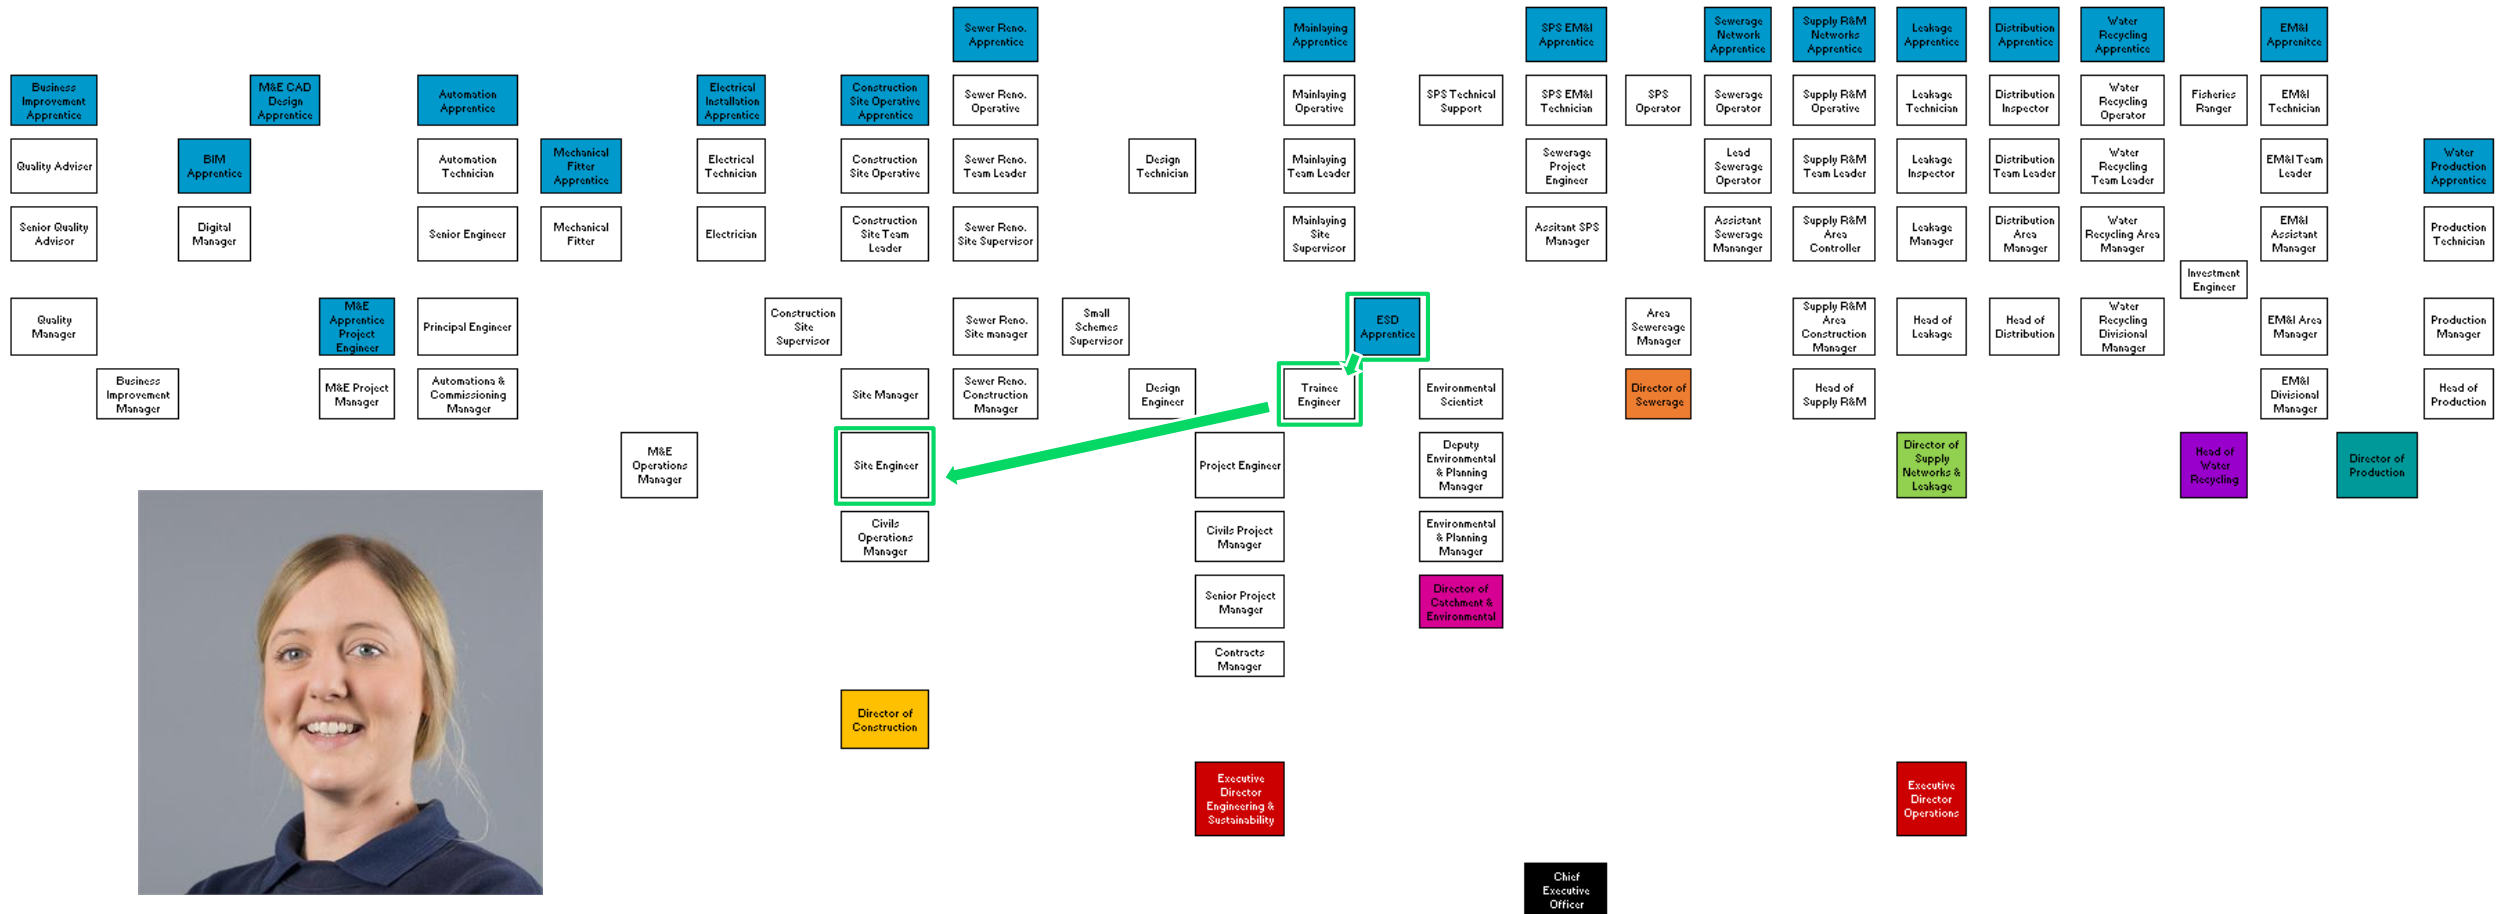 Sewer Reno.
Apprentice
Mainlaying
Apprentice
SPS EM&I
Apprentice
Sewerage
Network
Apprentice
Supply R&M
Networks
Apprentice
Leakage
Apprentice
Distribution
Apprentice
Water
Recycling
Apprentice
EM&I
Apprenitce
Business
Improvement
Apprentice
M&E CAD
Design
Apprentice
Automation
Apprentice
Electrical
Installation
Apprentice
Construction
Site Operative
Apprentice
Sewer Reno.
Operative
Mainlaying
Operative
SPS Technical
Support
SPS EM&I
Technician
SPS
Operator
Sewerage
Operator
Supply R&M
Operative
Leakage
Technician
Distribution
Inspector
Water
Recycling
Operator
Fisheries
Ranger
EM&I
Technician
Quality Adviser
BIM
Apprentice
Automation
Technician
Mechanical
Fitter
Apprentice
Electrical
Technician
Construction
Site Operative
Sewer Reno.
Team Leader
Design
Technician
Mainlaying
Team Leader
Sewerage
Project
Engineer
Lead
Sewerage
Operator
Supply R&M
Team Leader
Leakage
Inspector
Distribution
Team Leader
Water
Recycling
Team Leader
EM&I Team
Leader
Water
Production
Apprentice
Senior Quality
Advisor
Digital
Manager
Senior Engineer
Mechanical
Fitter
Electrician
Construction
Site Team
Leader
Sewer Reno.
Site Supervisor
Mainlaying
Site
Supervisor
Assitant SPS
Manager
Assistant
Sewerage
Mananger
Supply R&M
Area
Controller
Leakage
Manager
Distribution
Area
Manager
Water
Recycling Area
Manager
EM&I
Assistant
Manager
Production
Technician
Investment
Engineer
Quality
Manager
M&E
Apprentice
Project
Engineer
Principal Engineer
Construction
Site
Supervisor
Sewer Reno.
Site manager
Small
Schemes
Supervisor
ESD
Apprentice
Area
Sewereage
Manager
Supply R&M
Area
Construction
Manager
Head of
Leakage
Head of
Distribution
Water
Recycling
Divisional
Manager
EM&I Area
Manager
Production
Manager
Business
Improvement
Manager
M&E Project
Manager
Automationa &
Commissioning
Manager
Site Manager
Sewer Reno.
Construction
Manager
Design
Engineer
Trainee
Engineer
Environmental
Scientist
Director of
Sewerage
Head of
Supply R&M
EM&I
Divisional
Manager
Head of
Production
M&E
Operations
Manager
Site Engineer
Project Engineer
Deputy
Environmental
& Planning
Manager
Director of
Supply
Networks &
Leakage
Head of
Water
Recycling
Director of
Production
Civils
Operations
Manager
Civils Project
Manager
Environmental
& Planning
Manager
Senior Project
Manager
Director of
Catchment &
Environmental
Contracts
Manager
Director of
Construction
Executive
Director
Engineering &
Sustainability
Executive
Director
Operations
Chief
Executive
Officer